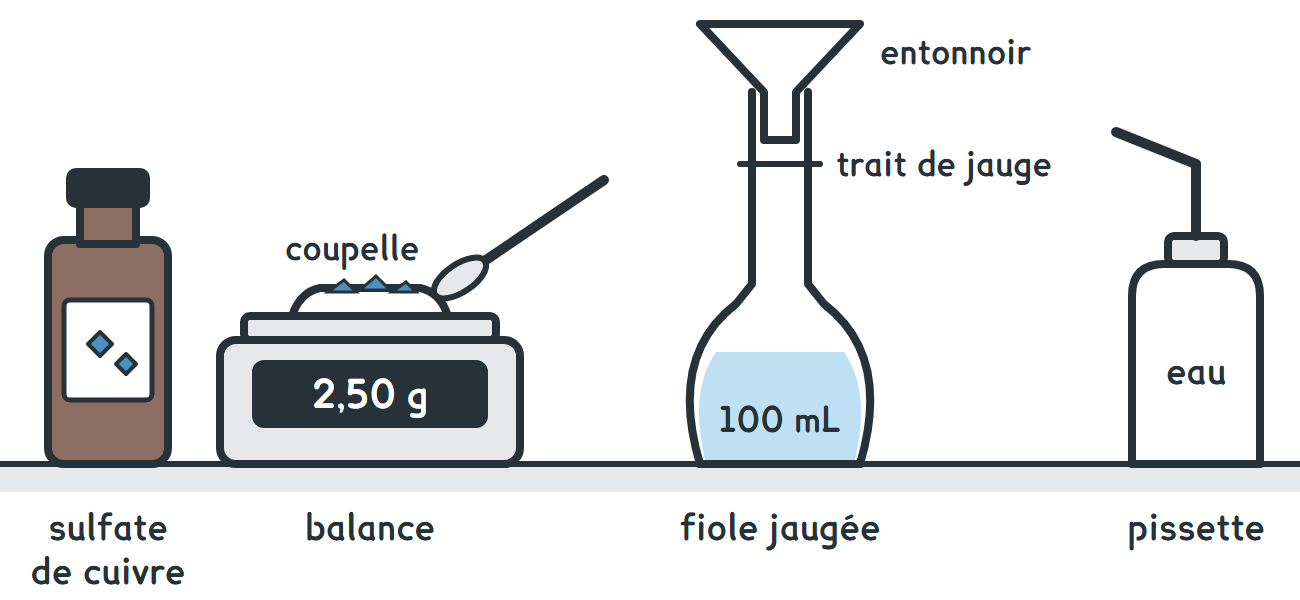 entonnoir
trait de jauge
coupelle
2,50 g
100 mL
eau
sulfate
de cuivre
balance
fiole jaugée
pissette